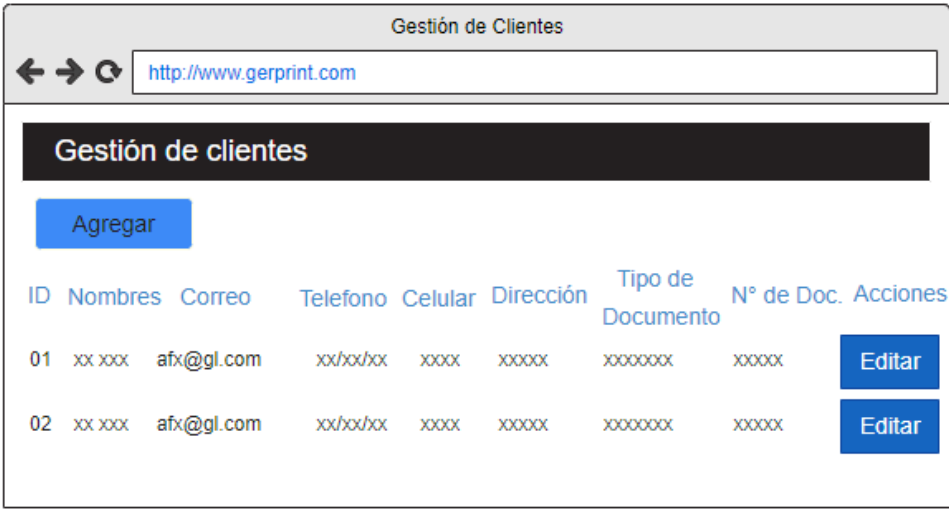 Gestión de Clientes
http://www.gerprint.com
Gestión de clientes
Agregar
ID Nombres Correo Telefono Celular Dirección Tipo de Documento N° de Doc. Acciones
01 xx xxx afx@gl.com xx/xx/xx xxxx xxxxx xxxxxxx xxxxx Editar
02 xx xxx afx@gl.com xx/xx/xx xxxx xxxxx xxxxxxx xxxxx Editar